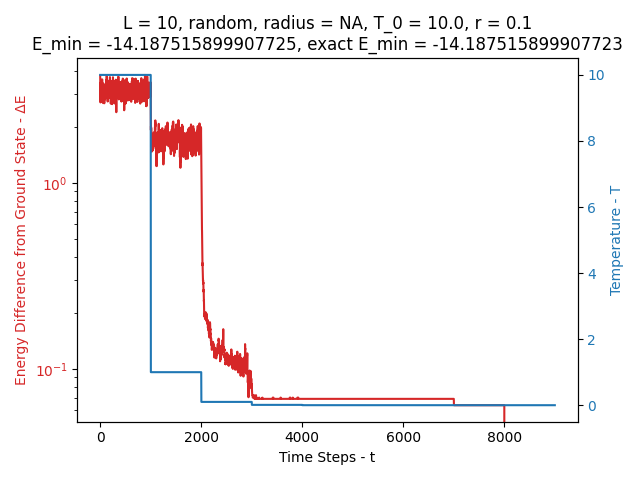 L = 10, random, radius = NA, T_0 = 10.0, r = 0.1
E_min = -14.187515899907725, exact E_min = -14.187515899907723
Energy Difference from Ground State - ΔE
10⁰
10⁻¹
10
8
6
4
2
0
Temperature - T
0 2000 4000 6000 8000
Time Steps - t